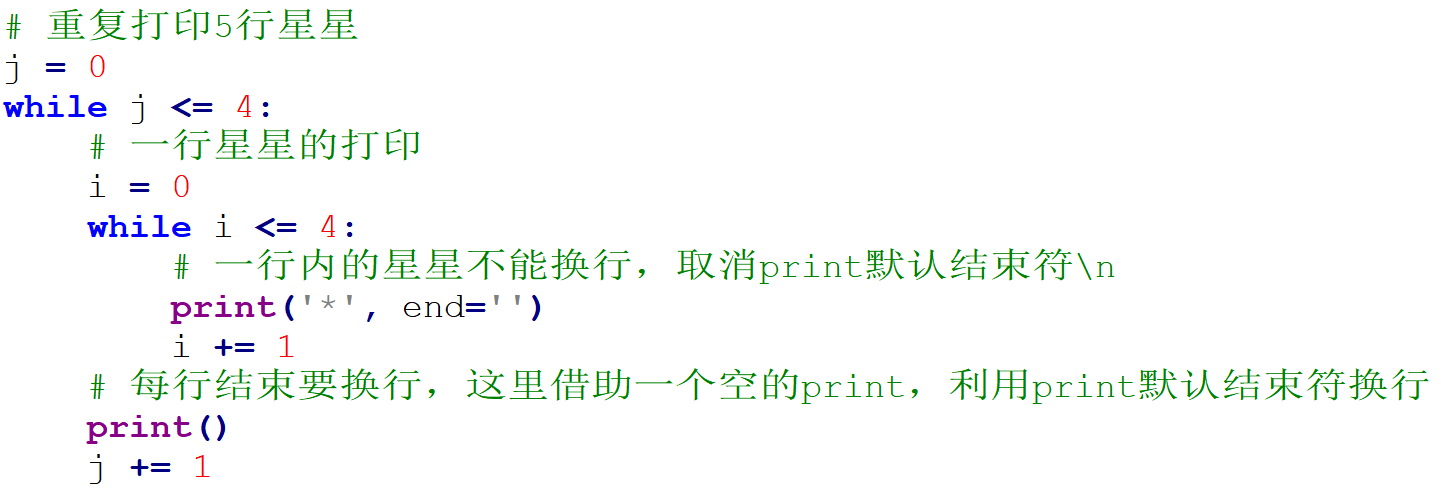 # 重复打印5行星星
j = 0
while j <= 4:
    # 一行星星的打印
    i = 0
    while i <= 4:
        # 一行内的星星不能换行，取消print默认结束符\n
        print('*', end='')
        i += 1
    # 每行结束要换行，这里借助一个空的print，利用print默认结束符换行
    print()
    j += 1